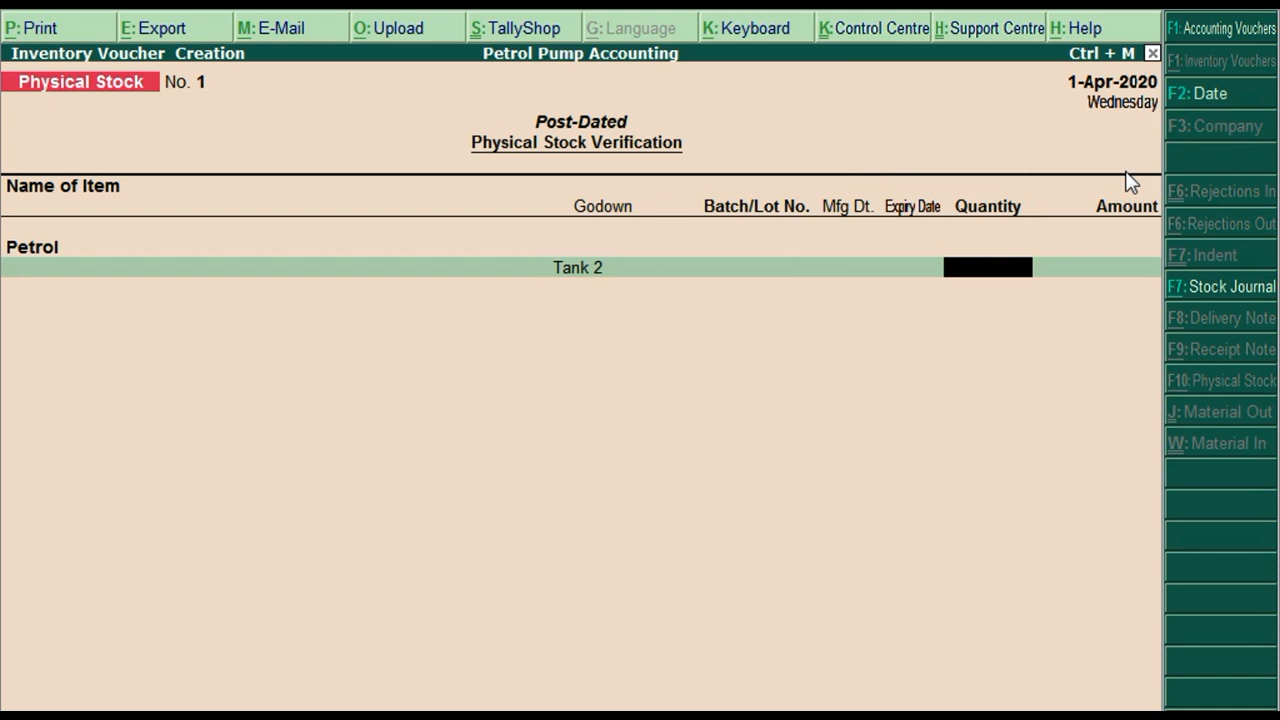 P: Print E: Export M: E-Mail O: Upload S: TallyShop G: Language K: Keyboard K: Control Centre H: Support Centre H: Help
Inventory Voucher Creation Petrol Pump Accounting Ctrl + M
Physical Stock No. 1 1-Apr-2020
Wednesday
Post-Dated
Physical Stock Verification
Name of Item
Godown Batch/Lot No. Mfg Dt. Expiry Date Quantity Amount
Petrol
Tank 2
F1: Accounting Vouchers
F1: Inventory Vouchers
F2: Date
F3: Company
F6: Rejections In
F6: Rejections Out
F7: Indent
F7: Stock Journal
F8: Delivery Note
F9: Receipt Note
F10: Physical Stock
J: Material Out
W: Material In